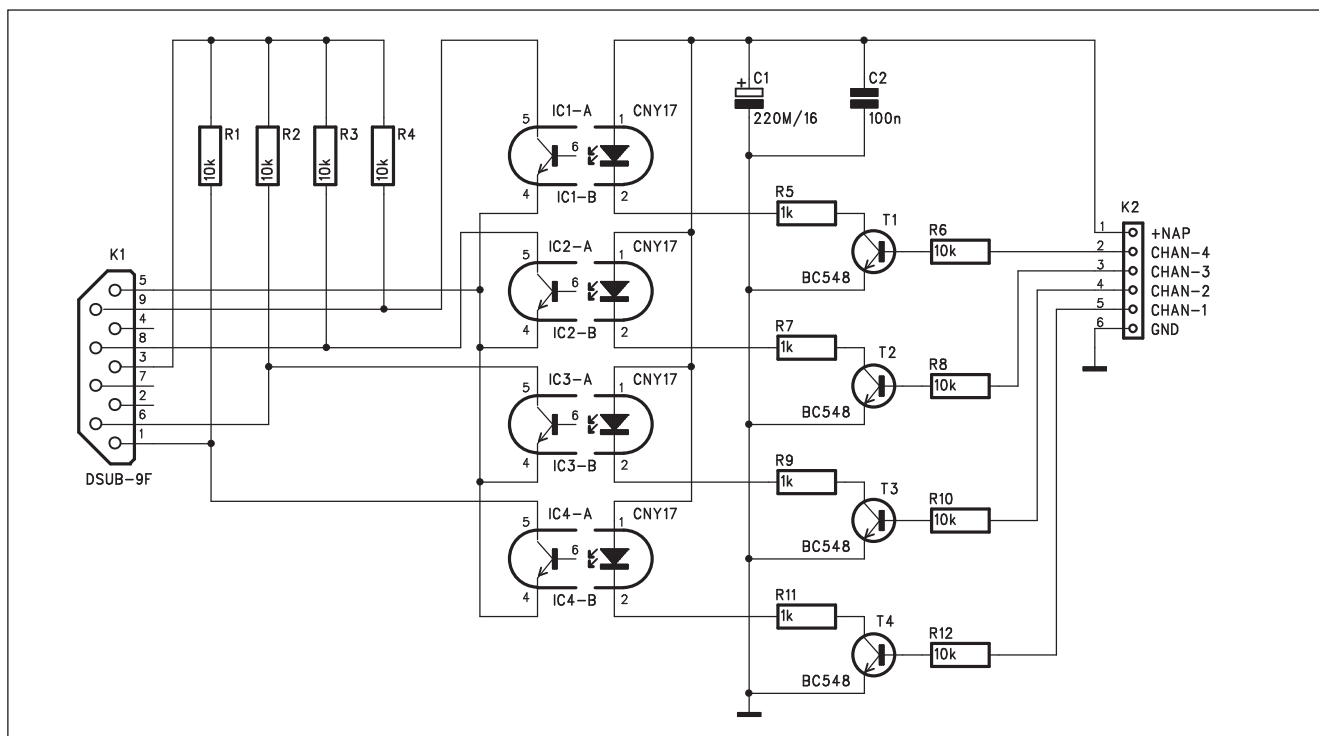 C1
C2
IC1-A
CNY17
5
1
220M/16
100n
R1
R2
R3
R4
10k
10k
10k
10k
6
4
IC1-B
2
R5
1k
T1
R6
10k
BC548
K2
1
+NAP
2
CHAN-4
3
CHAN-3
4
CHAN-2
5
CHAN-1
6
GND
IC2-A
CNY17
5
1
6
4
IC2-B
2
R7
1k
T2
R8
10k
BC548
K1
5
9
4
8
3
7
2
6
1
DSUB-9F
IC3-A
CNY17
5
1
6
4
IC3-B
2
R9
1k
T3
R10
10k
BC548
IC4-A
CNY17
5
1
6
4
IC4-B
2
R11
1k
T4
R12
10k
BC548
+